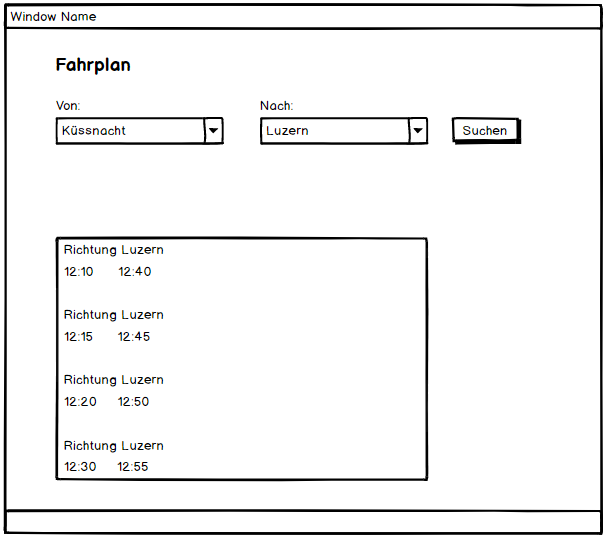 Window Name
Fahrplan
Von: Nach:
Küssnacht Luzern Suchen
Richtung Luzern
12:10 12:40
Richtung Luzern
12:15 12:45
Richtung Luzern
12:20 12:50
Richtung Luzern
12:30 12:55